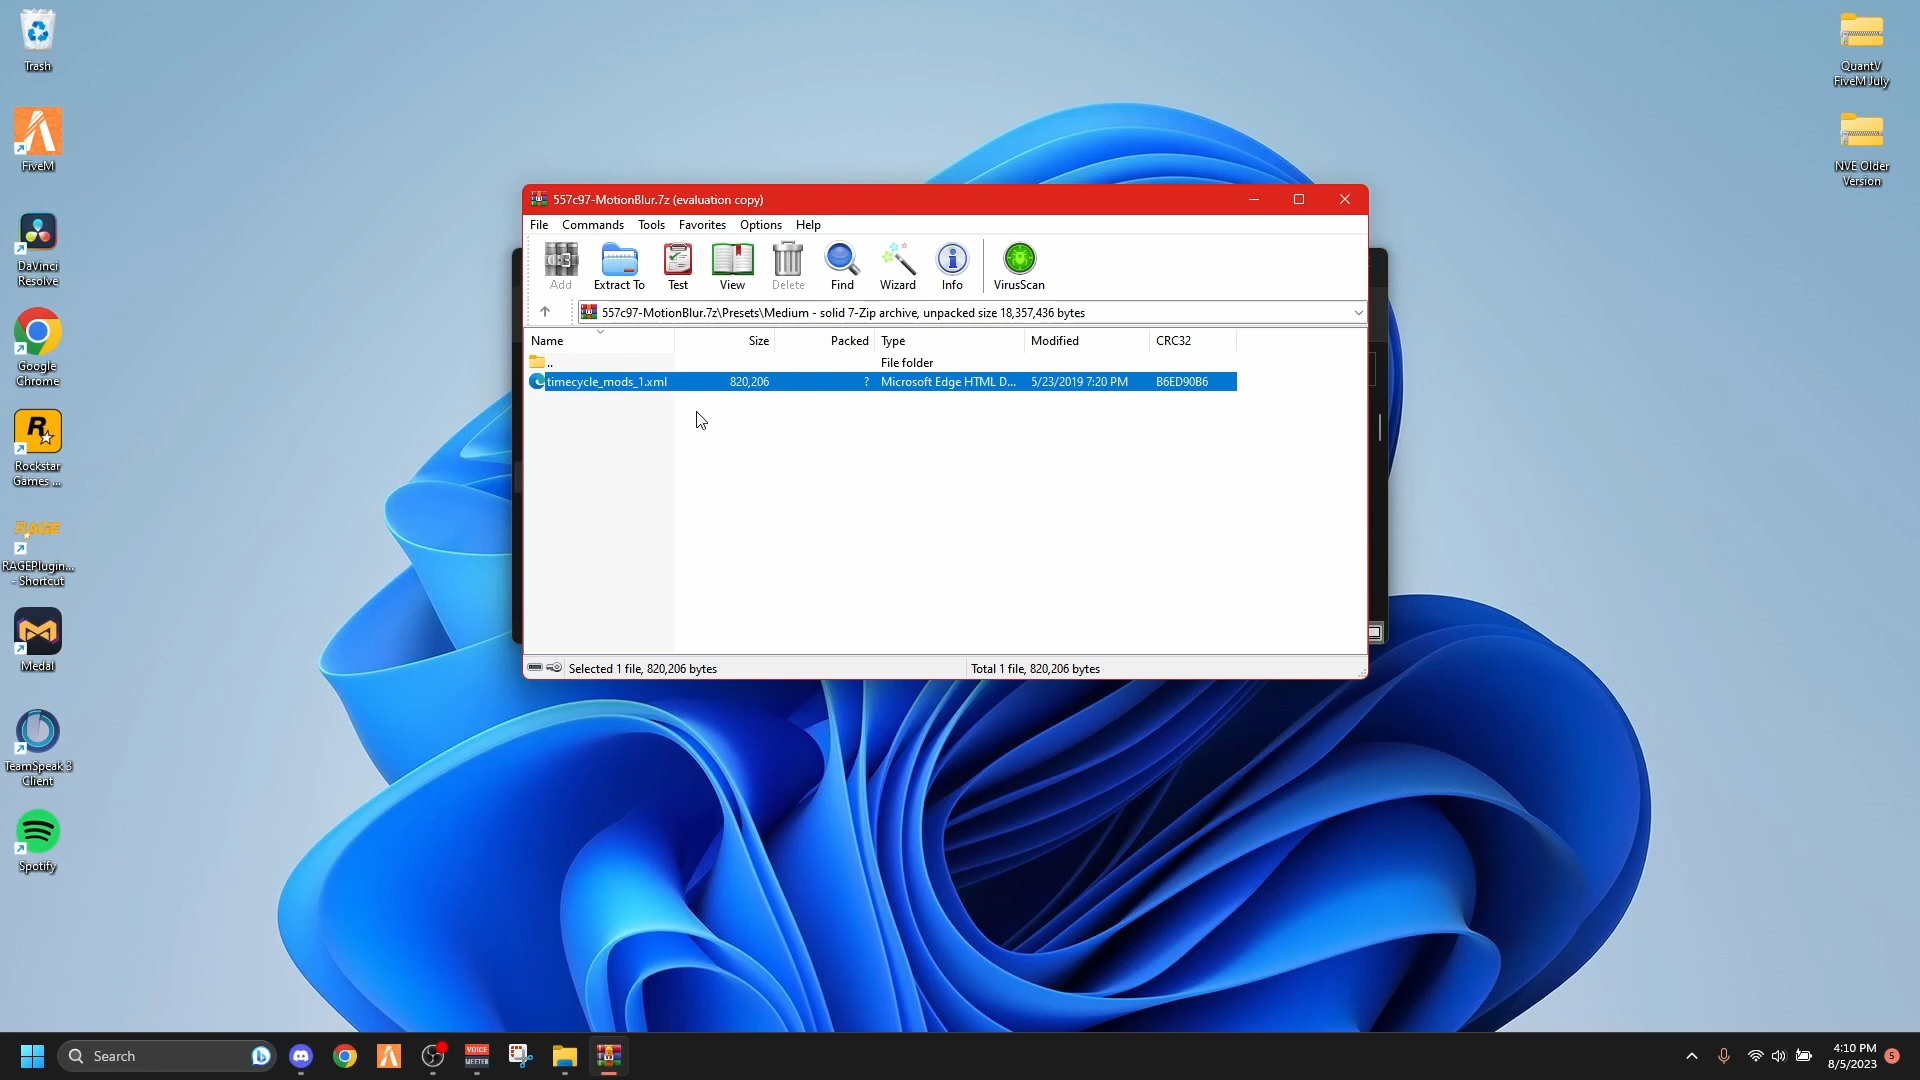 Trash
FiveM
DaVinci
Resolve
Google
Chrome
Rockstar
Games ...
RAGE
RAGEPlugin...
- Shortcut
Medal
TeamSpeak 3
Client
Spotify
QuantV
FiveM July
NVE Older
Version
557c97-MotionBlur.7z (evaluation copy)
File Commands Tools Favorites Options Help
Add Extract To Test View Delete Find Wizard Info VirusScan
557c97-MotionBlur.7z\Presets\Medium - solid 7-Zip archive, unpacked size 18,357,436 bytes
Name Size Packed Type Modified CRC32
.. File folder
timecycle_mods_1.xml 820,206 ? Microsoft Edge HTML D... 5/23/2019 7:20 PM B6ED90B6
Selected 1 file, 820,206 bytes Total 1 file, 820,206 bytes
Search
VOICE
MEETER
4:10 PM
8/5/2023
5